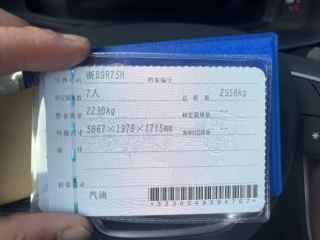 号牌号码 浙B9R75H 档案编号
核定载人数 7人 总质量 2950kg
整备质量 2230kg 核定载质量 ---
外廓尺寸 5067×1970×1715mm 准牵引总质量 ---
备注
检验记录
汽油